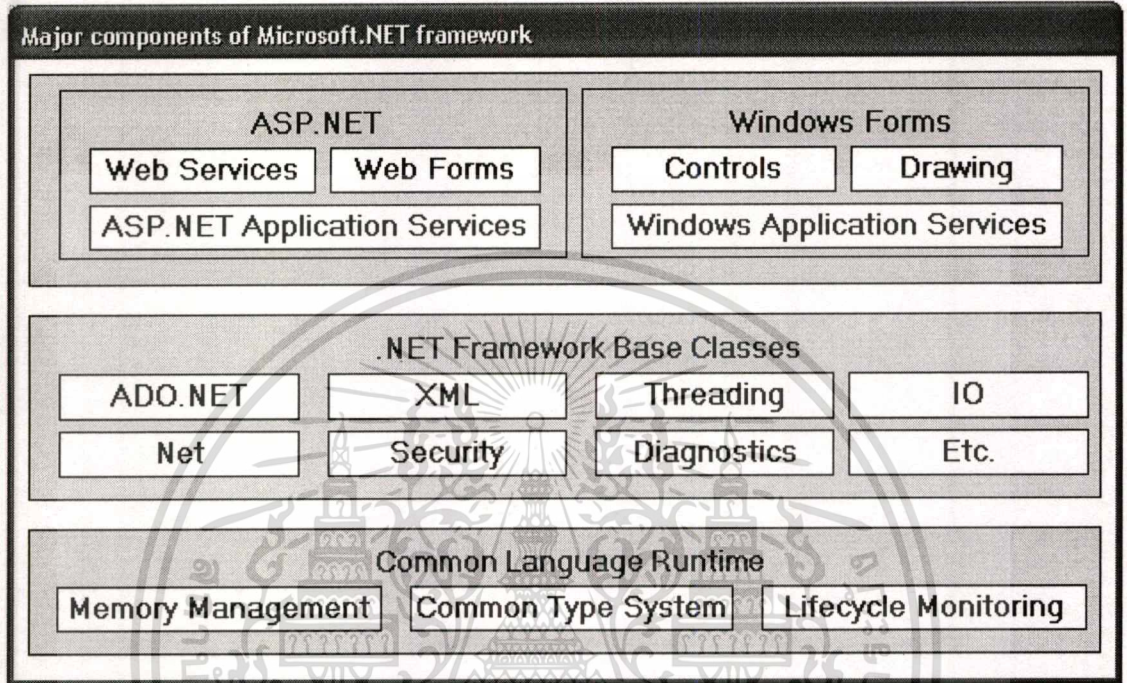 Major components of Microsoft.NET framework
ASP.NET
Web Services Web Forms
ASP.NET Application Services
Windows Forms
Controls Drawing
Windows Application Services
.NET Framework Base Classes
ADO.NET XML Threading IO
Net Security Diagnostics Etc.
Common Language Runtime
Memory Management Common Type System Lifecycle Monitoring